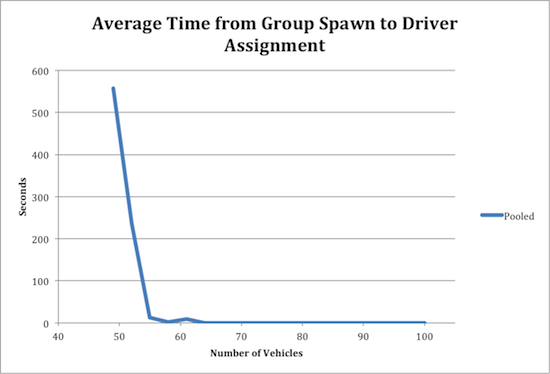 Average Time from Group Spawn to Driver
Assignment
600
500
400
300
200
100
0
Seconds
40 50 60 70 80 90 100
Number of Vehicles
Pooled